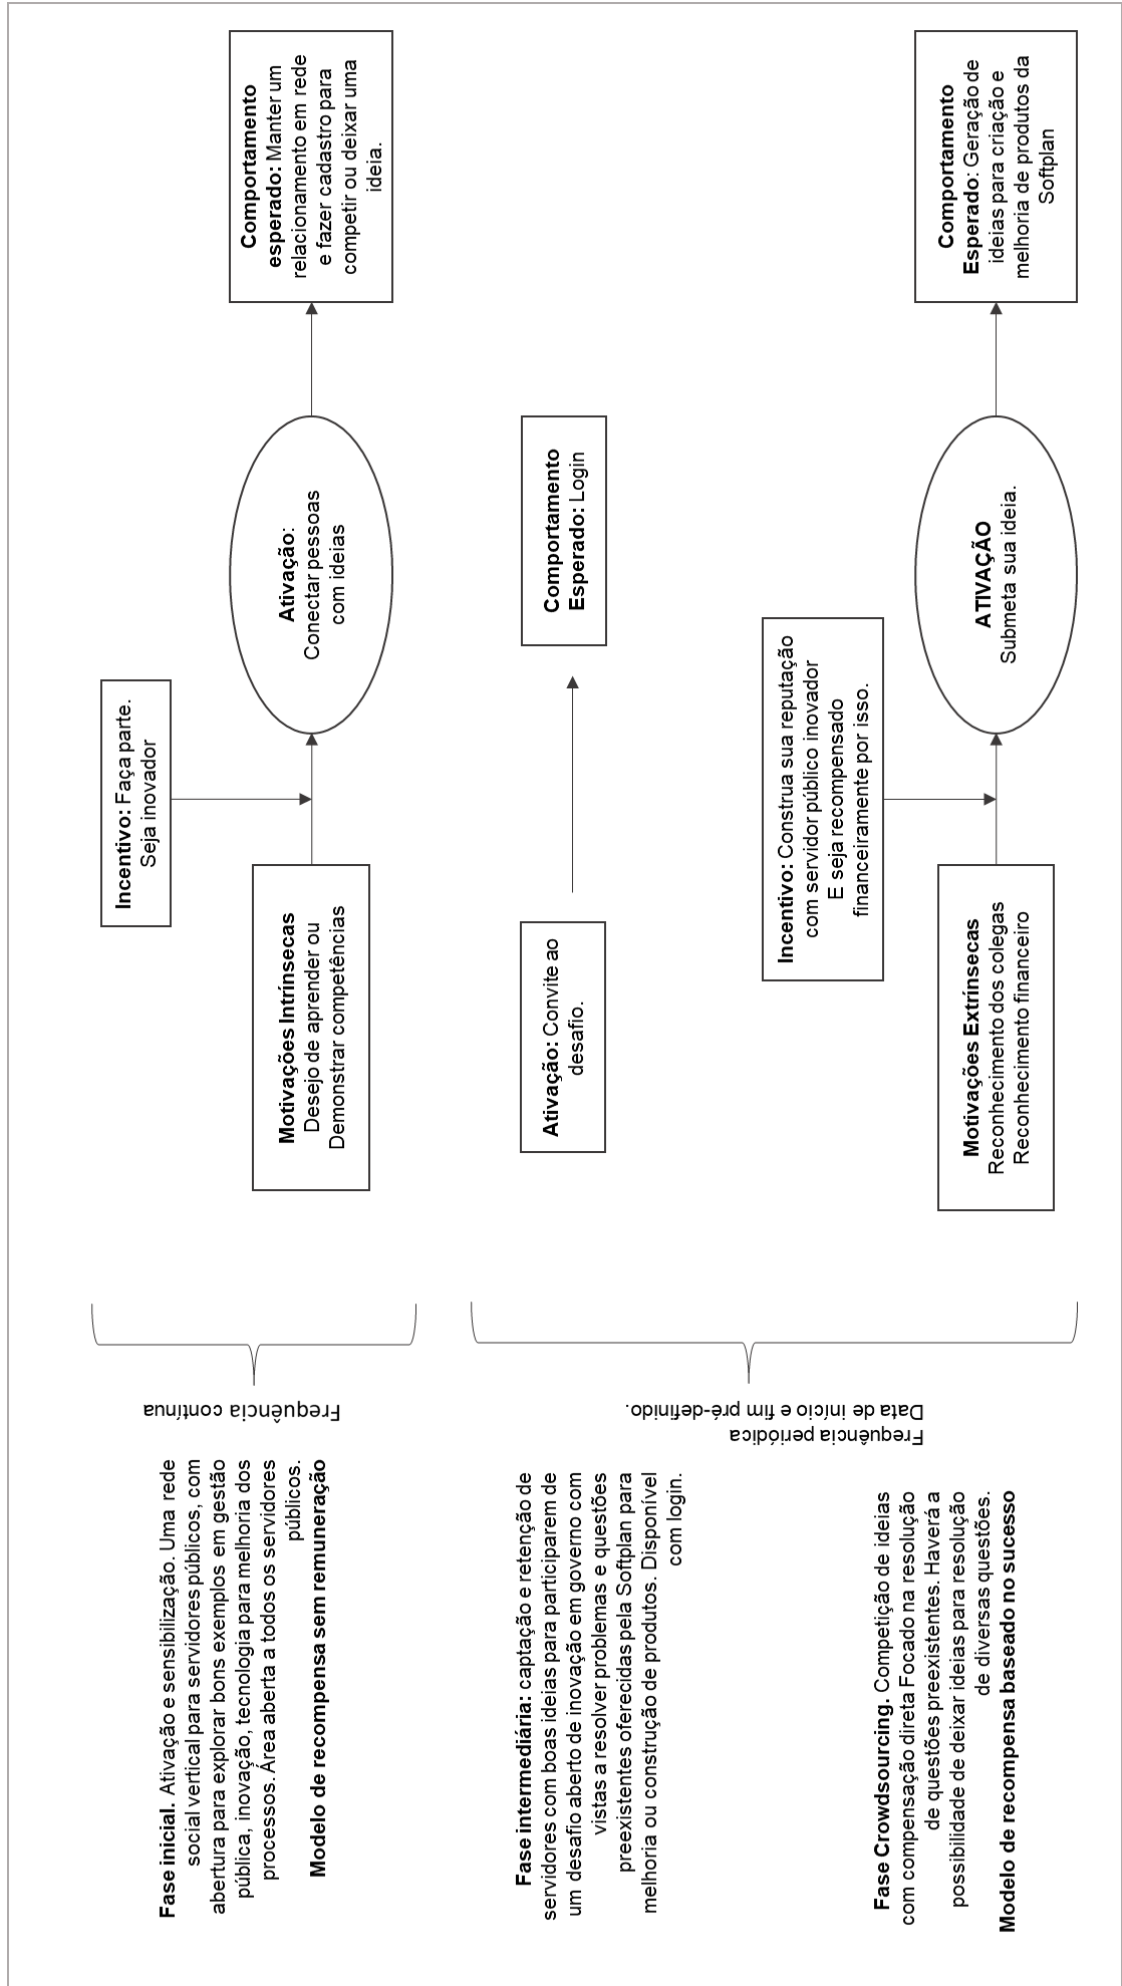 Fase inicial. Ativação e sensibilização. Uma rede
social vertical para servidores públicos, com
abertura para explorar bons exemplos em gestão
pública, inovação, tecnologia para melhoria dos
processos. Área aberta a todos os servidores
públicos.
Modelo de recompensa sem remuneração
Frequência contínua
Motivações Intrínsecas
Desejo de aprender ou
Demonstrar competências
Incentivo: Faça parte.
Seja inovador
Ativação:
Conectar pessoas
com ideias
Comportamento
esperado: Manter um
relacionamento em rede
e fazer cadastro para
competir ou deixar uma
ideia.
Fase intermediária: captação e retenção de
servidores com boas ideias para participarem de
um desafio aberto de inovação em governo com
vistas a resolver problemas e questões
preexistentes oferecidas pela Softplan para
melhoria ou construção de produtos. Disponível
com login.
Frequência periódica
Data de início e fim pré-definido.
Ativação: Convite ao
desafio.
Comportamento
Esperado: Login
Fase Crowdsourcing. Competição de ideias
com compensação direta Focado na resolução
de questões preexistentes. Haverá a
possibilidade de deixar ideias para resolução
de diversas questões.
Modelo de recompensa baseado no sucesso
Motivações Extrínsecas
Reconhecimento dos colegas
Reconhecimento financeiro
Incentivo: Construa sua reputação
com servidor público inovador
E seja recompensado
financeiramente por isso.
ATIVAÇÃO
Submeta sua ideia.
Comportamento
Esperado: Geração de
ideias para criação e
melhoria de produtos da
Softplan